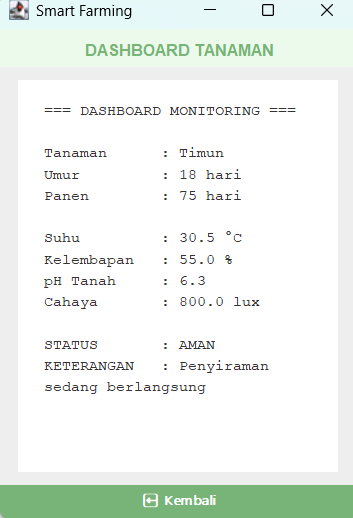 Smart Farming
DASHBOARD TANAMAN
=== DASHBOARD MONITORING ===
Tanaman : Timun
Umur : 18 hari
Panen : 75 hari
Suhu : 30.5 °C
Kelembapan : 55.0 %
pH Tanah : 6.3
Cahaya : 800.0 lux
STATUS : AMAN
KETERANGAN : Penyiraman
sedang berlangsung
Kembali